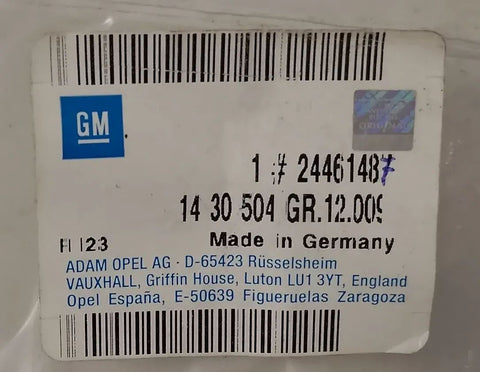 GM
ORIGINAL
1 # 24461487
14 30 504 GR.12.009
H 123 Made in Germany
ADAM OPEL AG · D-65423 Rüsselsheim
VAUXHALL, Griffin House, Luton LU1 3YT, England
Opel España, E-50639 Figueruelas Zaragoza